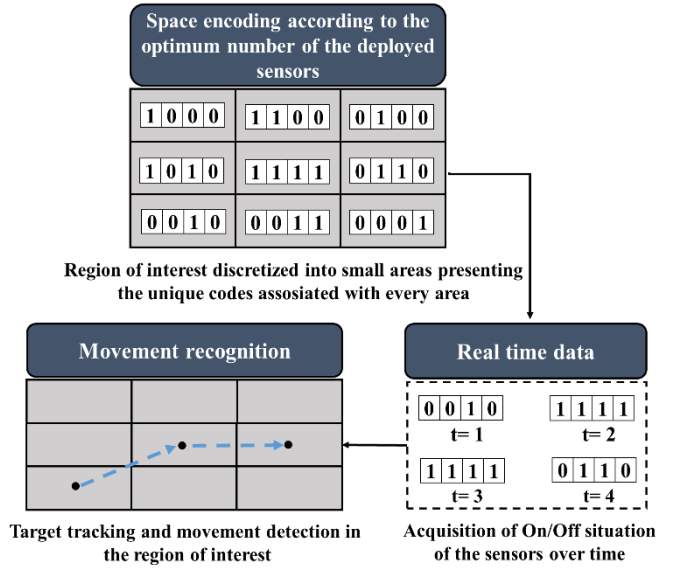 Space encoding according to the
optimum number of the deployed
sensors
1 0 0 0 1 1 0 0 0 1 0 0
1 0 1 0 1 1 1 1 0 1 1 0
0 0 1 0 0 0 1 1 0 0 0 1
Region of interest discretized into small areas presenting
the unique codes assosiated with every area
Movement recognition
Target tracking and movement detection in
the region of interest
Real time data
0 0 1 0 1 1 1 1
t= 1 t= 2
1 1 1 1 0 1 1 0
t= 3 t= 4
Acquisition of On/Off situation
of the sensors over time